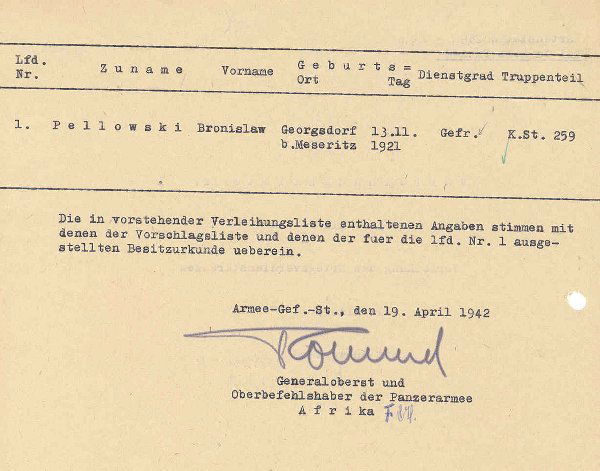 Lfd. Nr. Zuname Vorname Geburts= Ort Tag Dienstgrad Truppenteil
1. Pellowski Bronislaw Georgsdorf 13.11. Gefr. K.St. 259
b.Meseritz 1921
Die in vorstehender Verleihungsliste enthaltenen Angaben stimmen mit
denen der Vorschlagsliste und denen der fuer die lfd. Nr. 1 ausge-
stellten Besitzurkunde ueberein.
Armee-Gef.-St., den 19. April 1942
Rommel
Generaloberst und
Oberbefehlshaber der Panzerarmee
Afrika